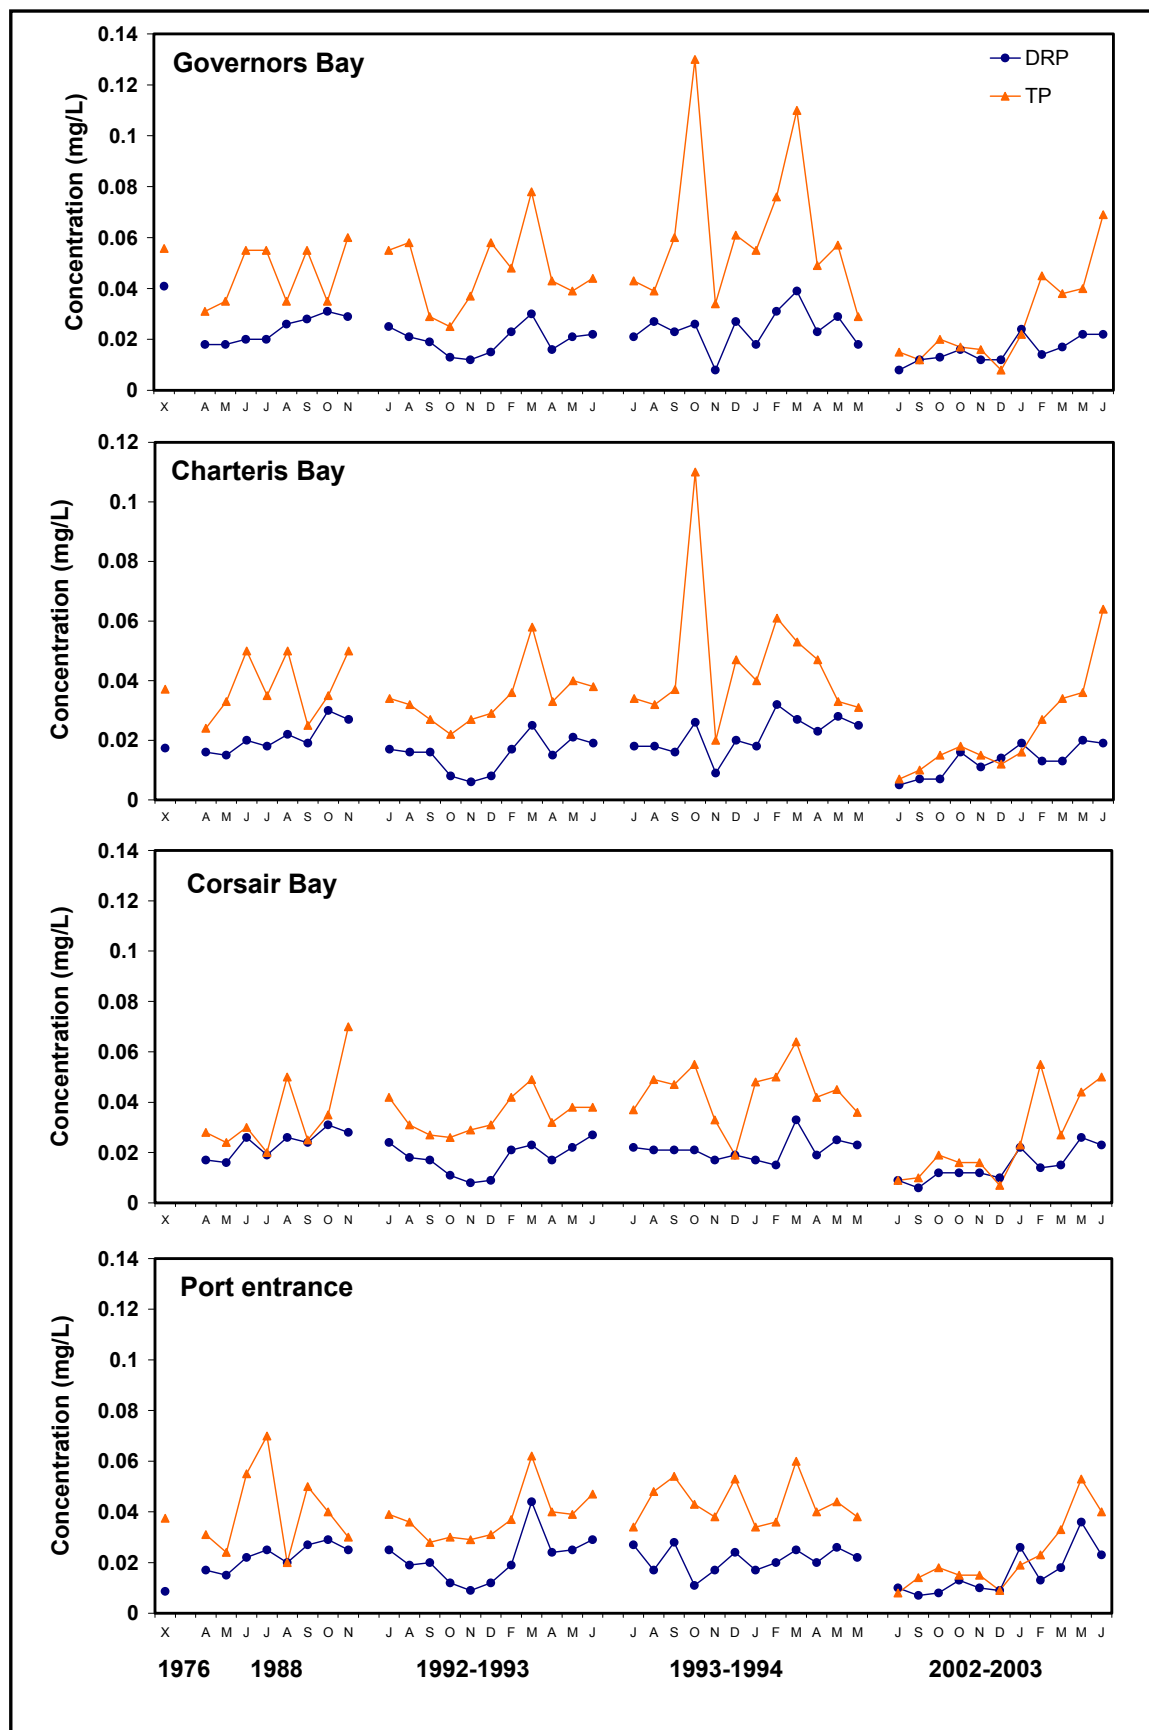 Governors Bay
DRP
TP
Concentration (mg/L)
0.14
0.12
0.1
0.08
0.06
0.04
0.02
0
X A M J J A S O N J A S O N D F M A M J J A S O N D J F M A M M J S O O N D J F M M J
Charteris Bay
Concentration (mg/L)
0.12
0.1
0.08
0.06
0.04
0.02
0
X A M J J A S O N J A S O N D F M A M J J A S O N D J F M A M M J S O O N D J F M M J
Corsair Bay
Concentration (mg/L)
0.14
0.12
0.1
0.08
0.06
0.04
0.02
0
X A M J J A S O N J A S O N D F M A M J J A S O N D J F M A M M J S O O N D J F M M J
Port entrance
Concentration (mg/L)
0.14
0.12
0.1
0.08
0.06
0.04
0.02
0
X A M J J A S O N J A S O N D F M A M J J A S O N D J F M A M M J S O O N D J F M M J
1976 1988 1992-1993 1993-1994 2002-2003